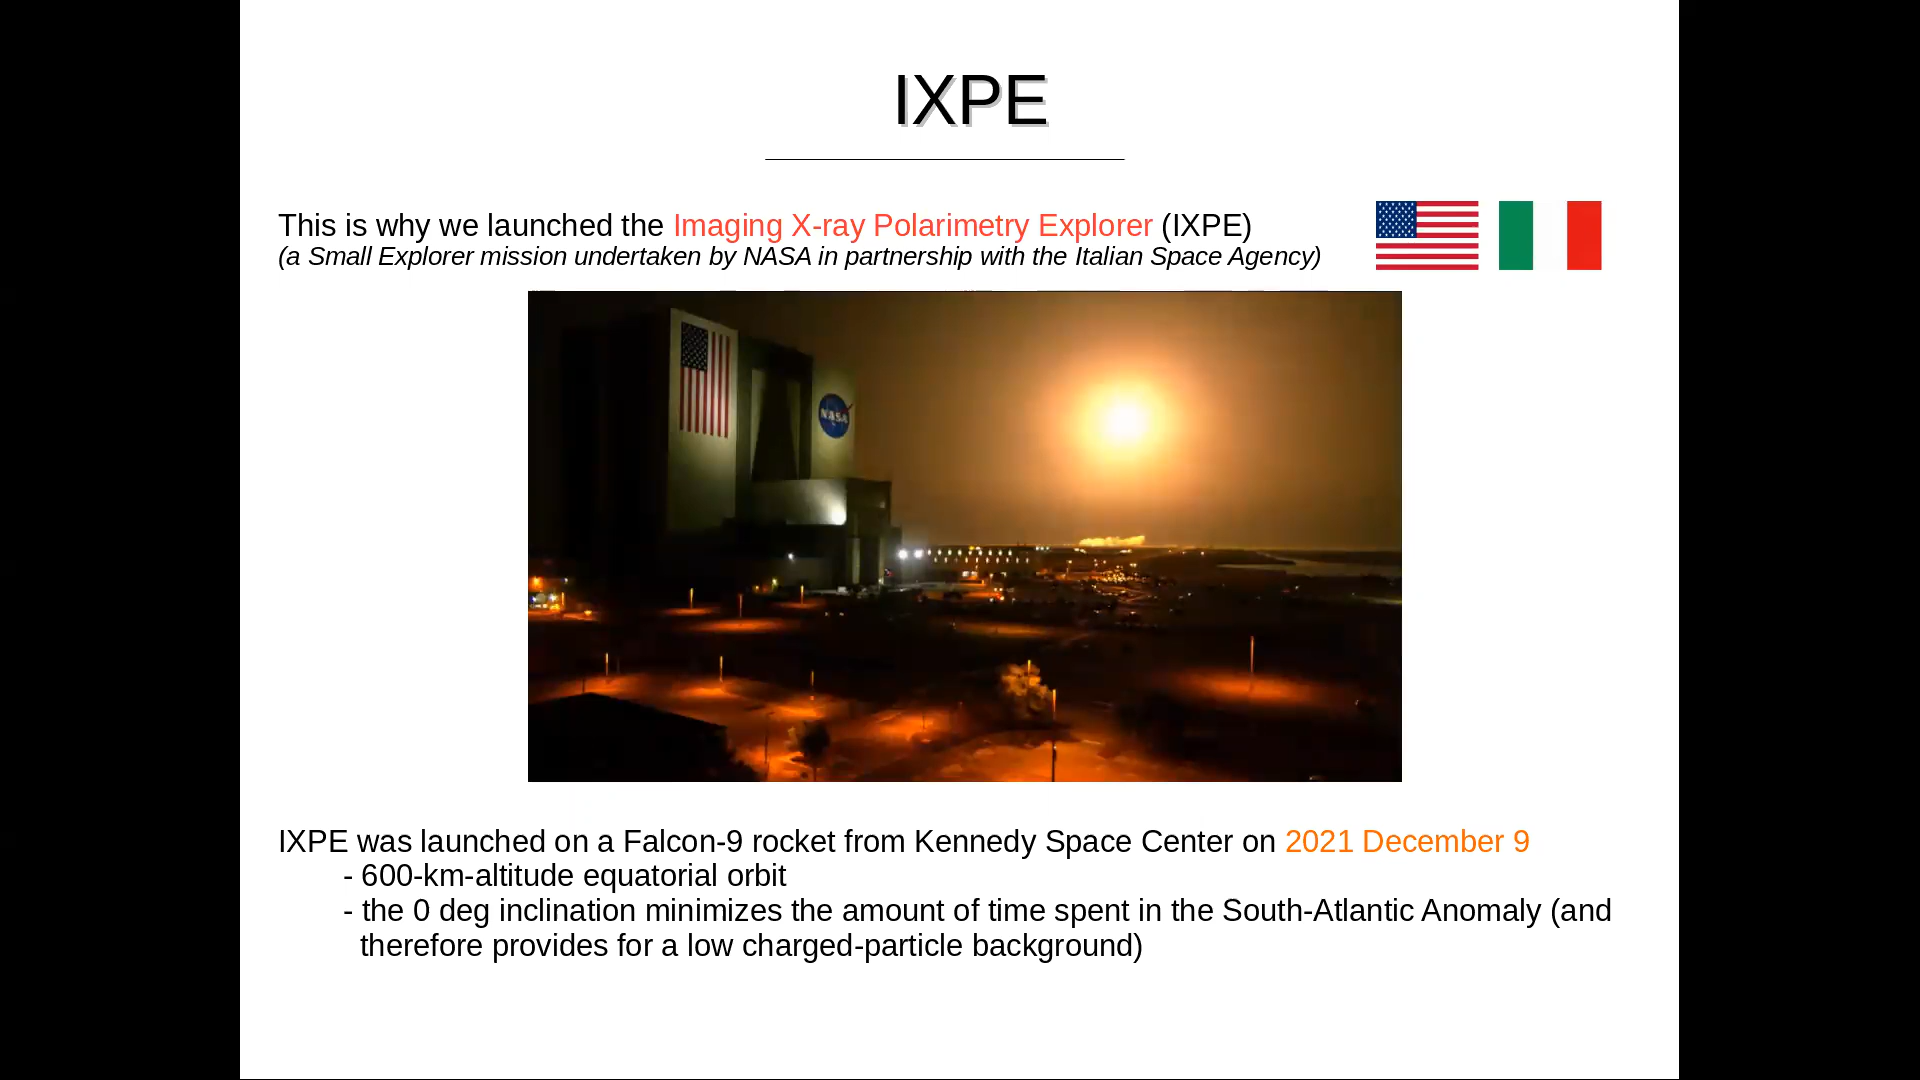 IXPE
This is why we launched the Imaging X-ray Polarimetry Explorer (IXPE)
(a Small Explorer mission undertaken by NASA in partnership with the Italian Space Agency)
NASA
IXPE was launched on a Falcon-9 rocket from Kennedy Space Center on 2021 December 9
- 600-km-altitude equatorial orbit
- the 0 deg inclination minimizes the amount of time spent in the South-Atlantic Anomaly (and
therefore provides for a low charged-particle background)